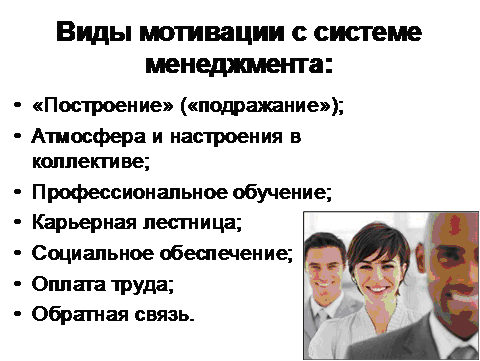 Виды мотивации с системе
менеджмента:
• «Построение» («подражание»);
• Атмосфера и настроения в
коллективе;
• Профессиональное обучение;
• Карьерная лестница;
• Социальное обеспечение;
• Оплата труда;
• Обратная связь.